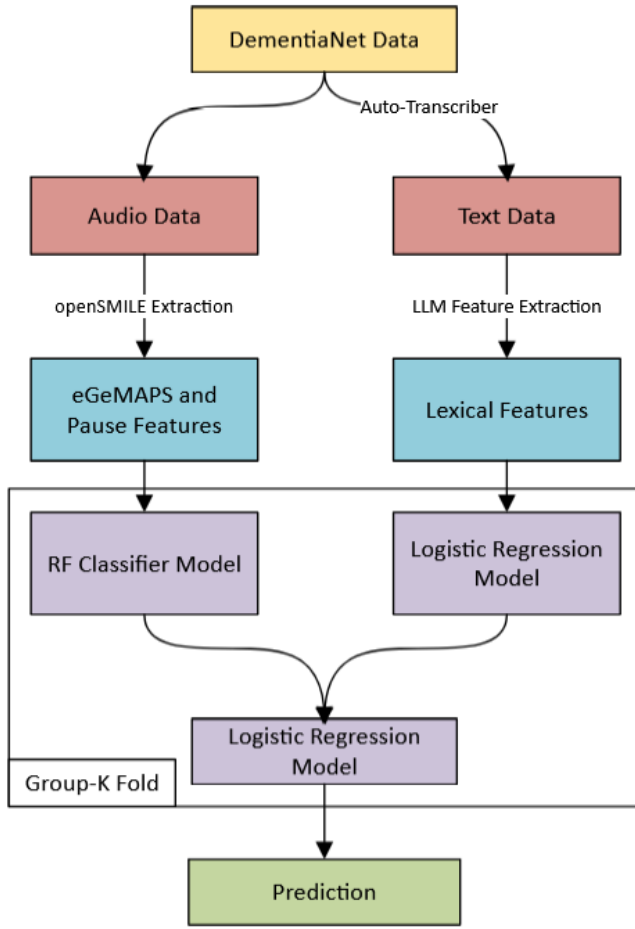 DementiaNet Data
Auto-Transcriber
Audio Data
Text Data
openSMILE Extraction
LLM Feature Extraction
eGeMAPS and
Pause Features
Lexical Features
RF Classifier Model
Logistic Regression
Model
Logistic Regression
Model
Group-K Fold
Prediction